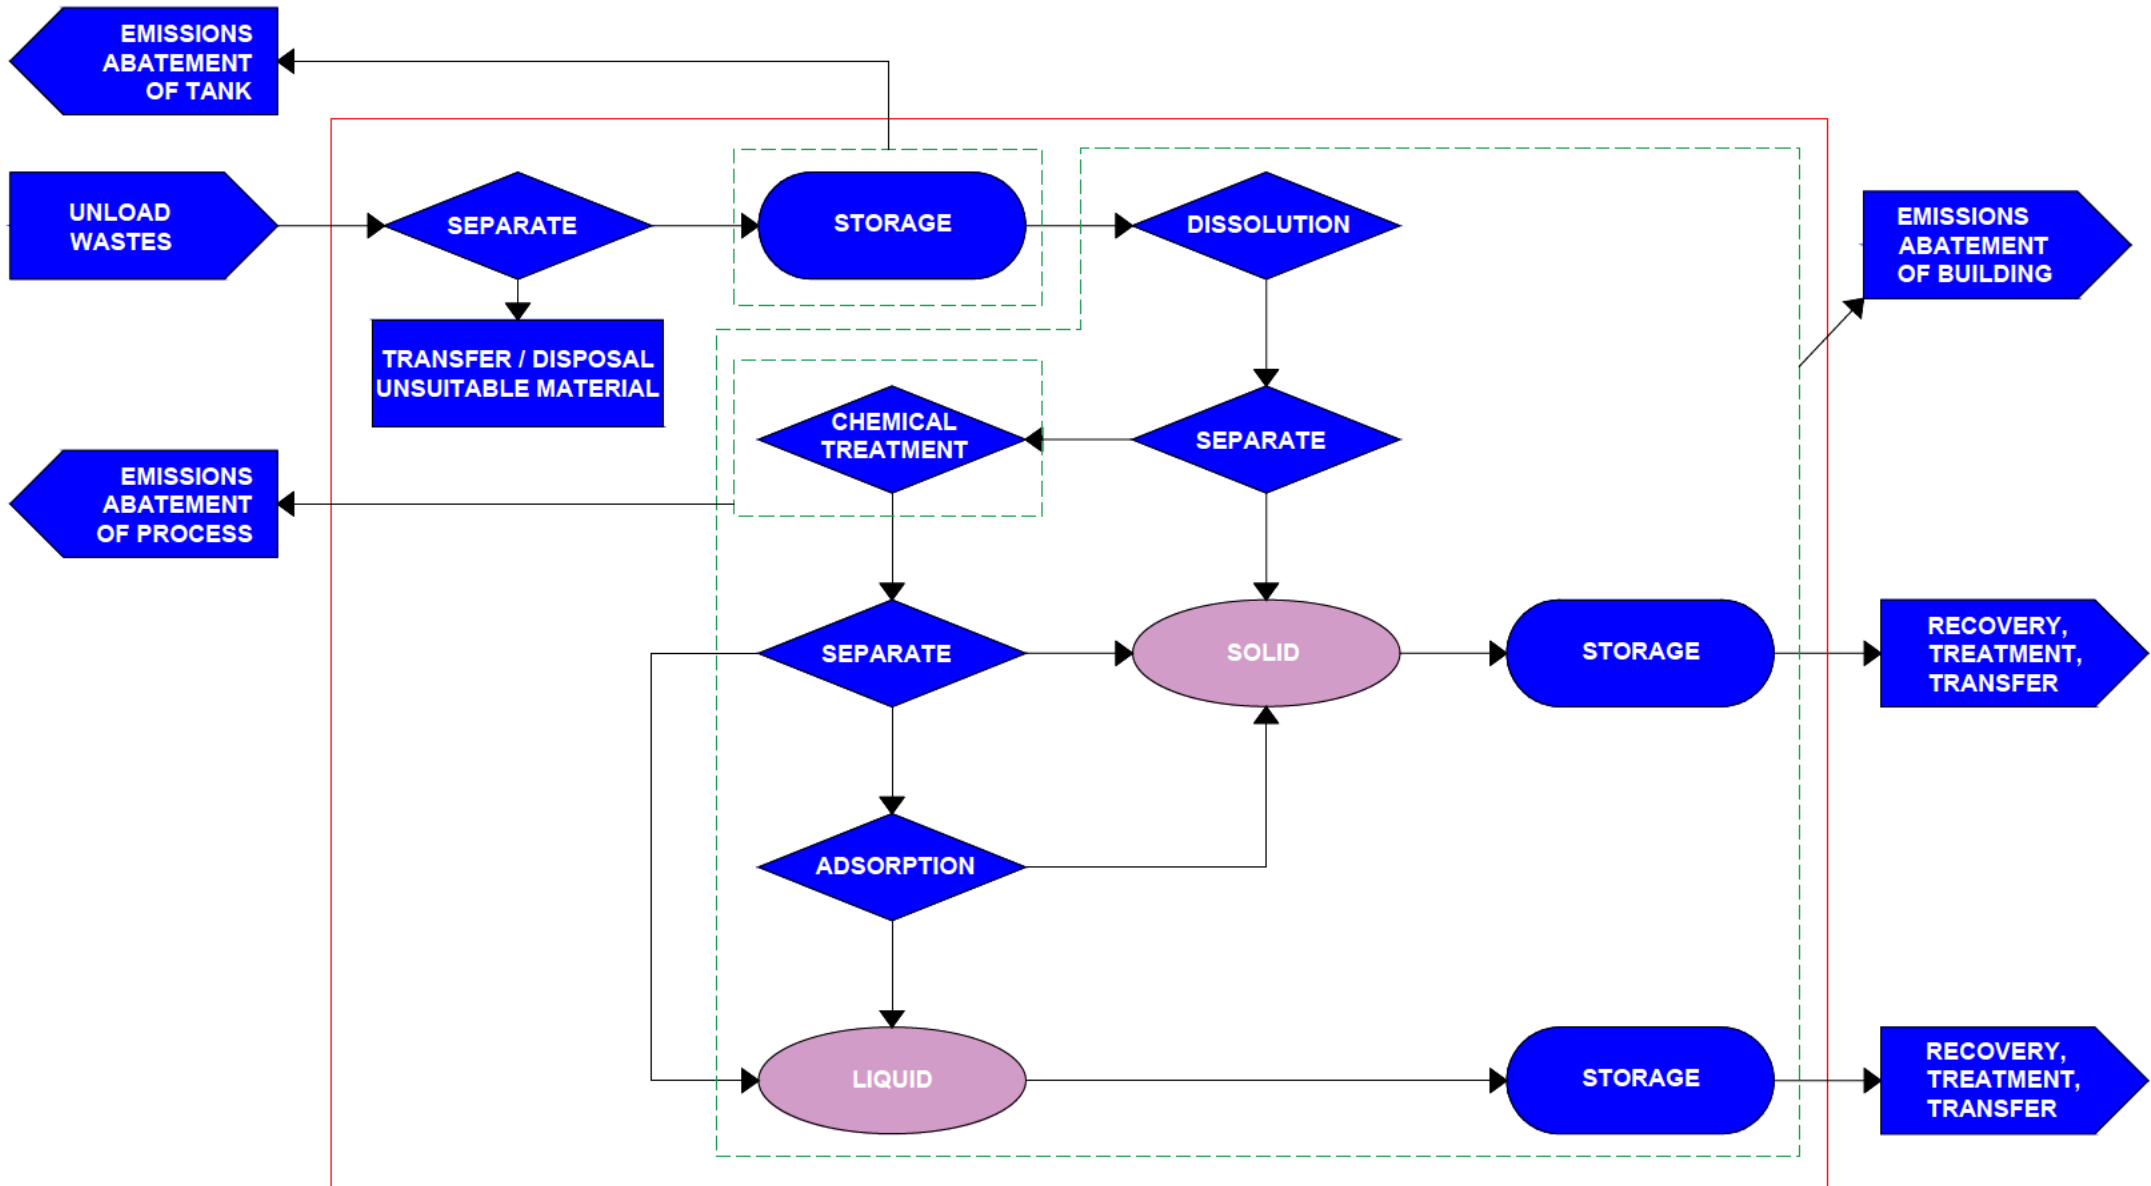 EMISSIONS
ABATEMENT
OF TANK
UNLOAD
WASTES
SEPARATE
STORAGE
DISSOLUTION
EMISSIONS
ABATEMENT
OF BUILDING
TRANSFER / DISPOSAL
UNSUITABLE MATERIAL
CHEMICAL
TREATMENT
SEPARATE
EMISSIONS
ABATEMENT
OF PROCESS
SEPARATE
SOLID
STORAGE
RECOVERY,
TREATMENT,
TRANSFER
ADSORPTION
LIQUID
STORAGE
RECOVERY,
TREATMENT,
TRANSFER